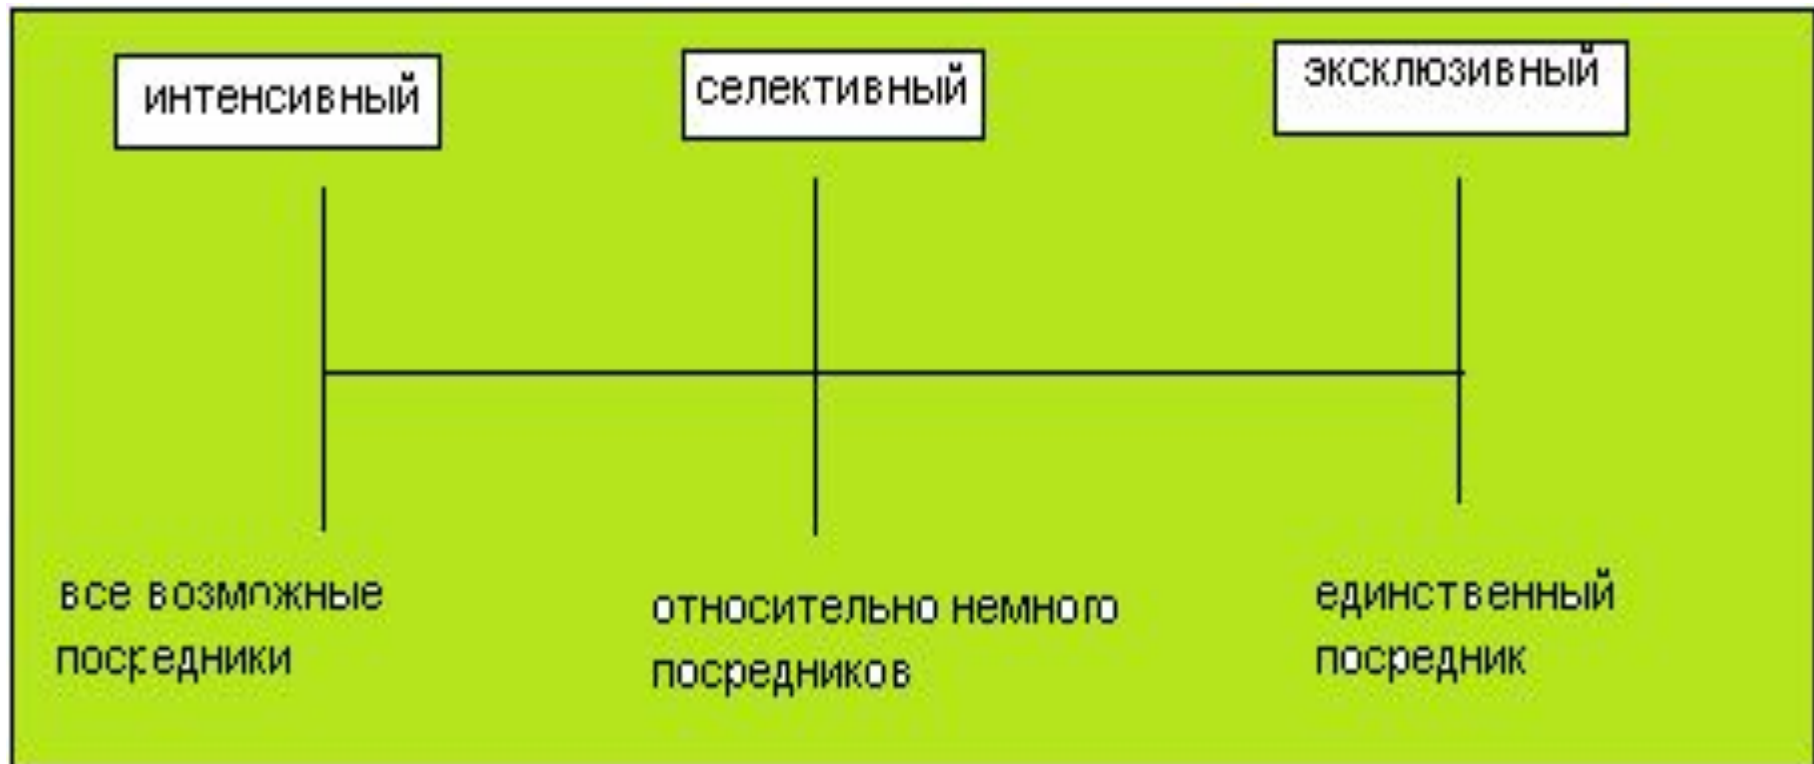 интенсивный
селективный
эксклюзивный
все возможные
посредники
относительно немного
посредников
единственный
посредник